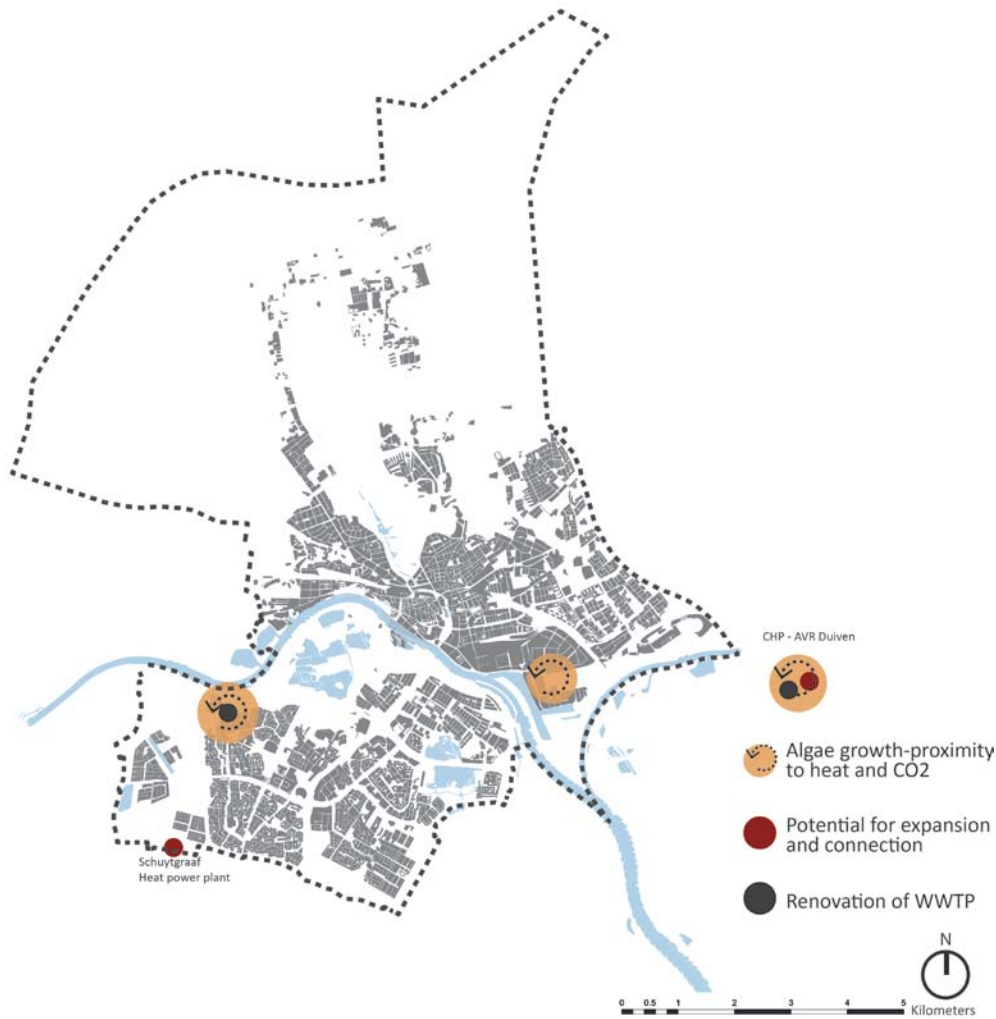 CHP - AVR Duiven
Algae growth-proximity
to heat and CO2
Potential for expansion
and connection
Schuytgraaf
Heat power plant
Renovation of WWTP
N
0 0.5 1 2 3 4 5
Kilometers